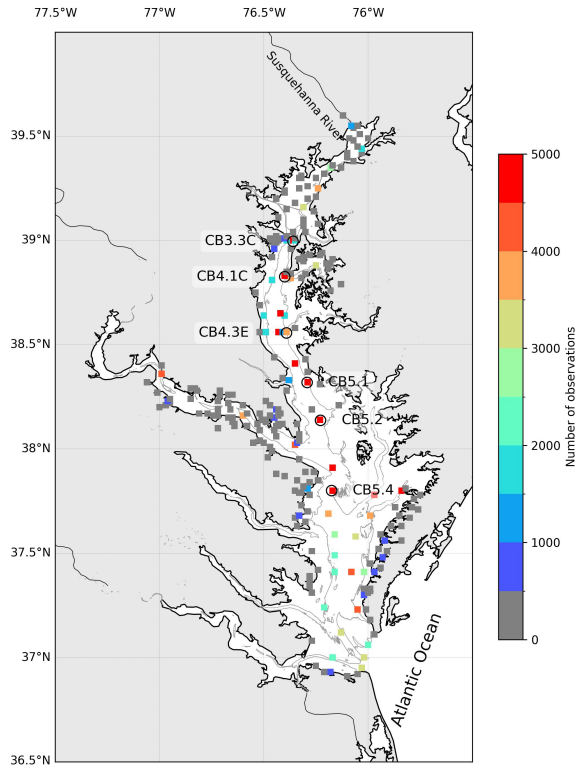 77.5°W
77°W
76.5°W
76°W
39.5°N
39°N
38.5°N
38°N
37.5°N
37°N
36.5°N
Susquehanna River
CB3.3C
CB4.1C
CB4.3E
CB5.1
CB5.2
CB5.4
Atlantic Ocean
5000
4000
3000
2000
1000
0
Number of observations